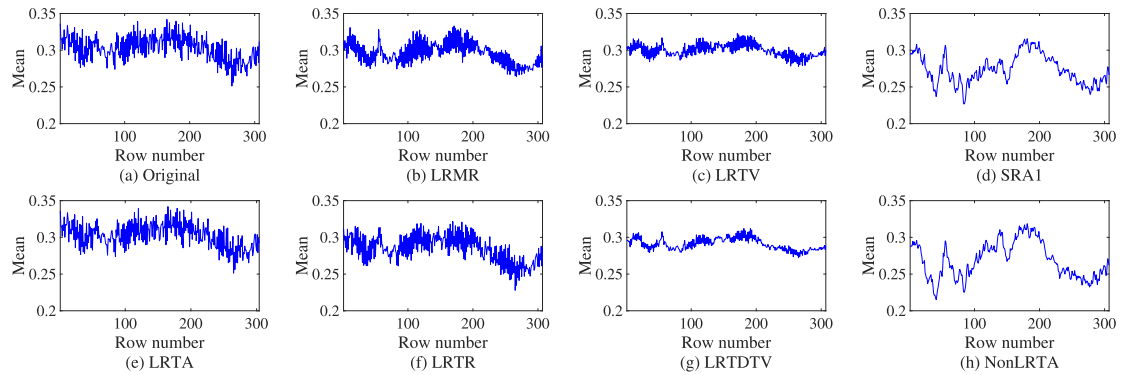 0.35
0.3
0.25
0.2
Mean
100
200
300
Row number
(a) Original
0.35
0.3
0.25
0.2
Mean
100
200
300
Row number
(b) LRMR
0.35
0.3
0.25
0.2
Mean
100
200
300
Row number
(c) LRTV
0.35
0.3
0.25
0.2
Mean
100
200
300
Row number
(d) SRA1
0.35
0.3
0.25
0.2
Mean
100
200
300
Row number
(e) LRTA
0.35
0.3
0.25
0.2
Mean
100
200
300
Row number
(f) LRTR
0.35
0.3
0.25
0.2
Mean
100
200
300
Row number
(g) LRTDTV
0.35
0.3
0.25
0.2
Mean
100
200
300
Row number
(h) NonLRTA